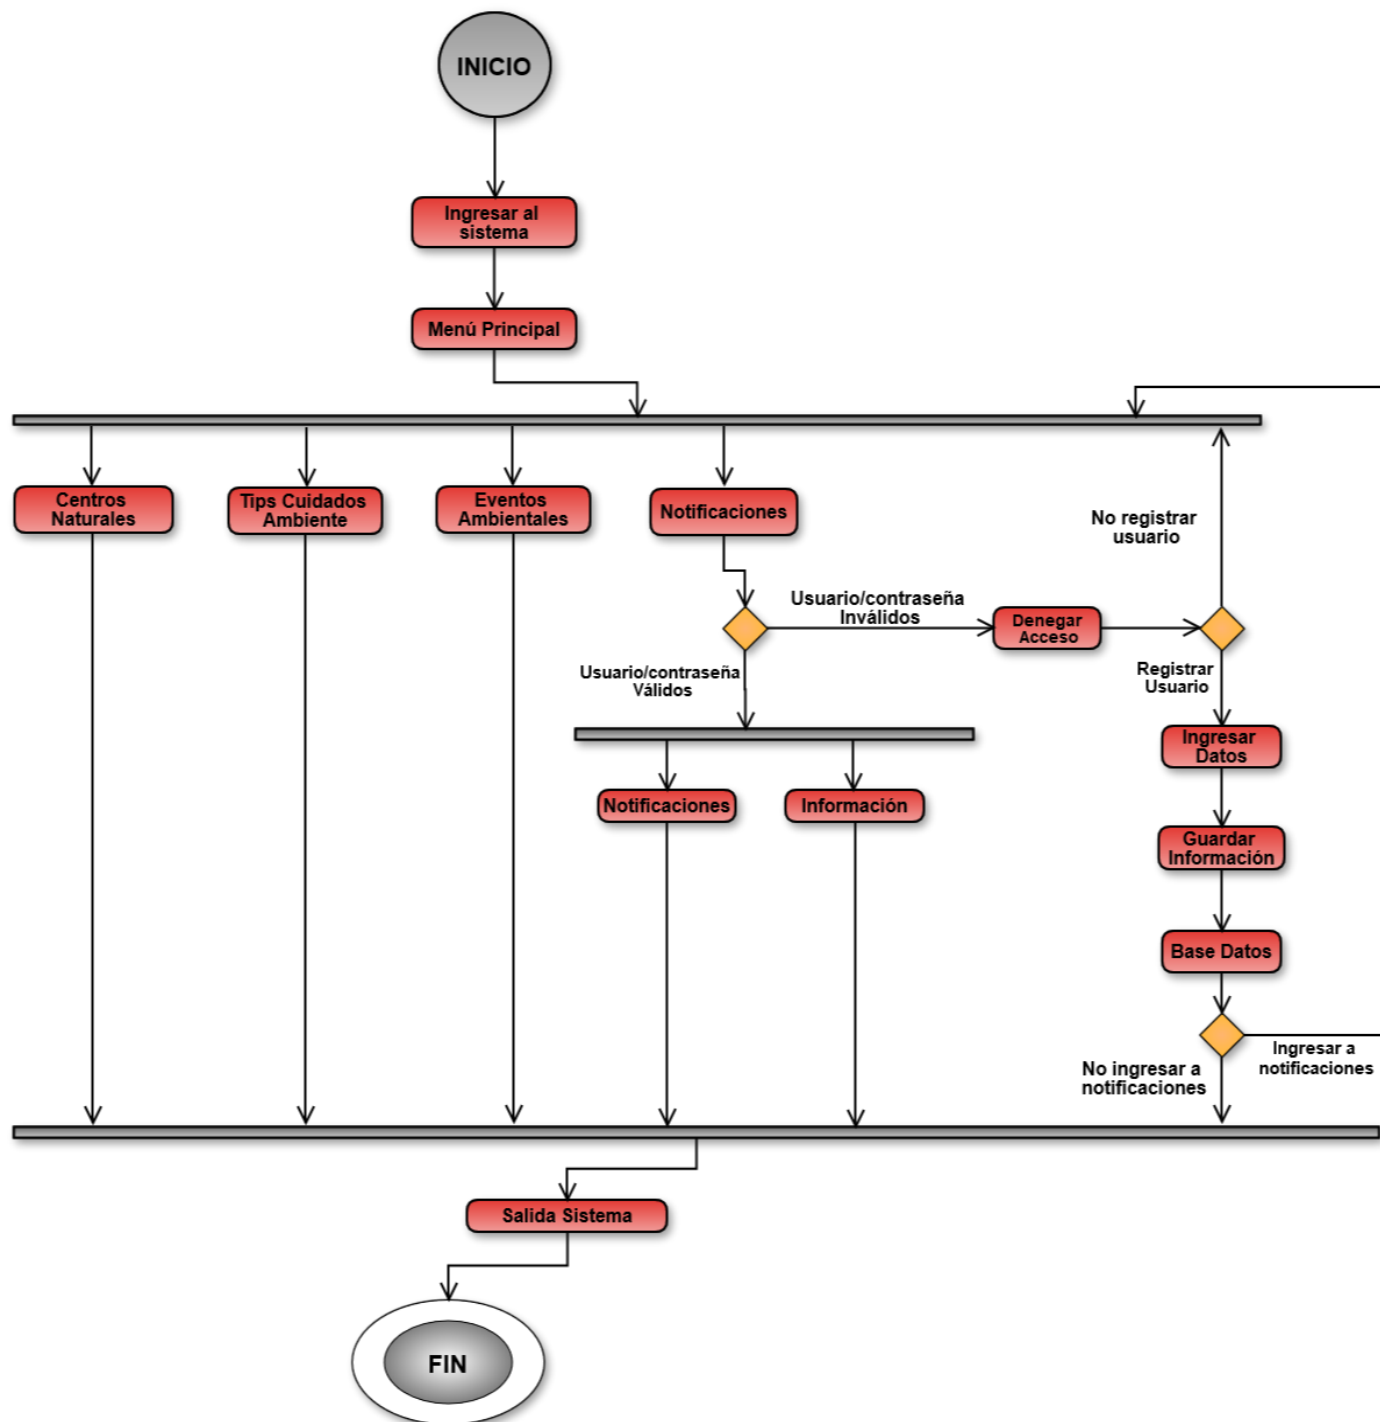 INICIO
Ingresar al
sistema
Menú Principal
Centros
Naturales
Tips Cuidados
Ambiente
Eventos
Ambientales
Notificaciones
No registrar
usuario
Usuario/contraseña
Inválidos
Denegar
Acceso
Usuario/contraseña
Válidos
Registrar
Usuario
Ingresar
Datos
Notificaciones
Información
Guardar
Información
Base Datos
No ingresar a
notificaciones
Ingresar a
notificaciones
Salida Sistema
FIN